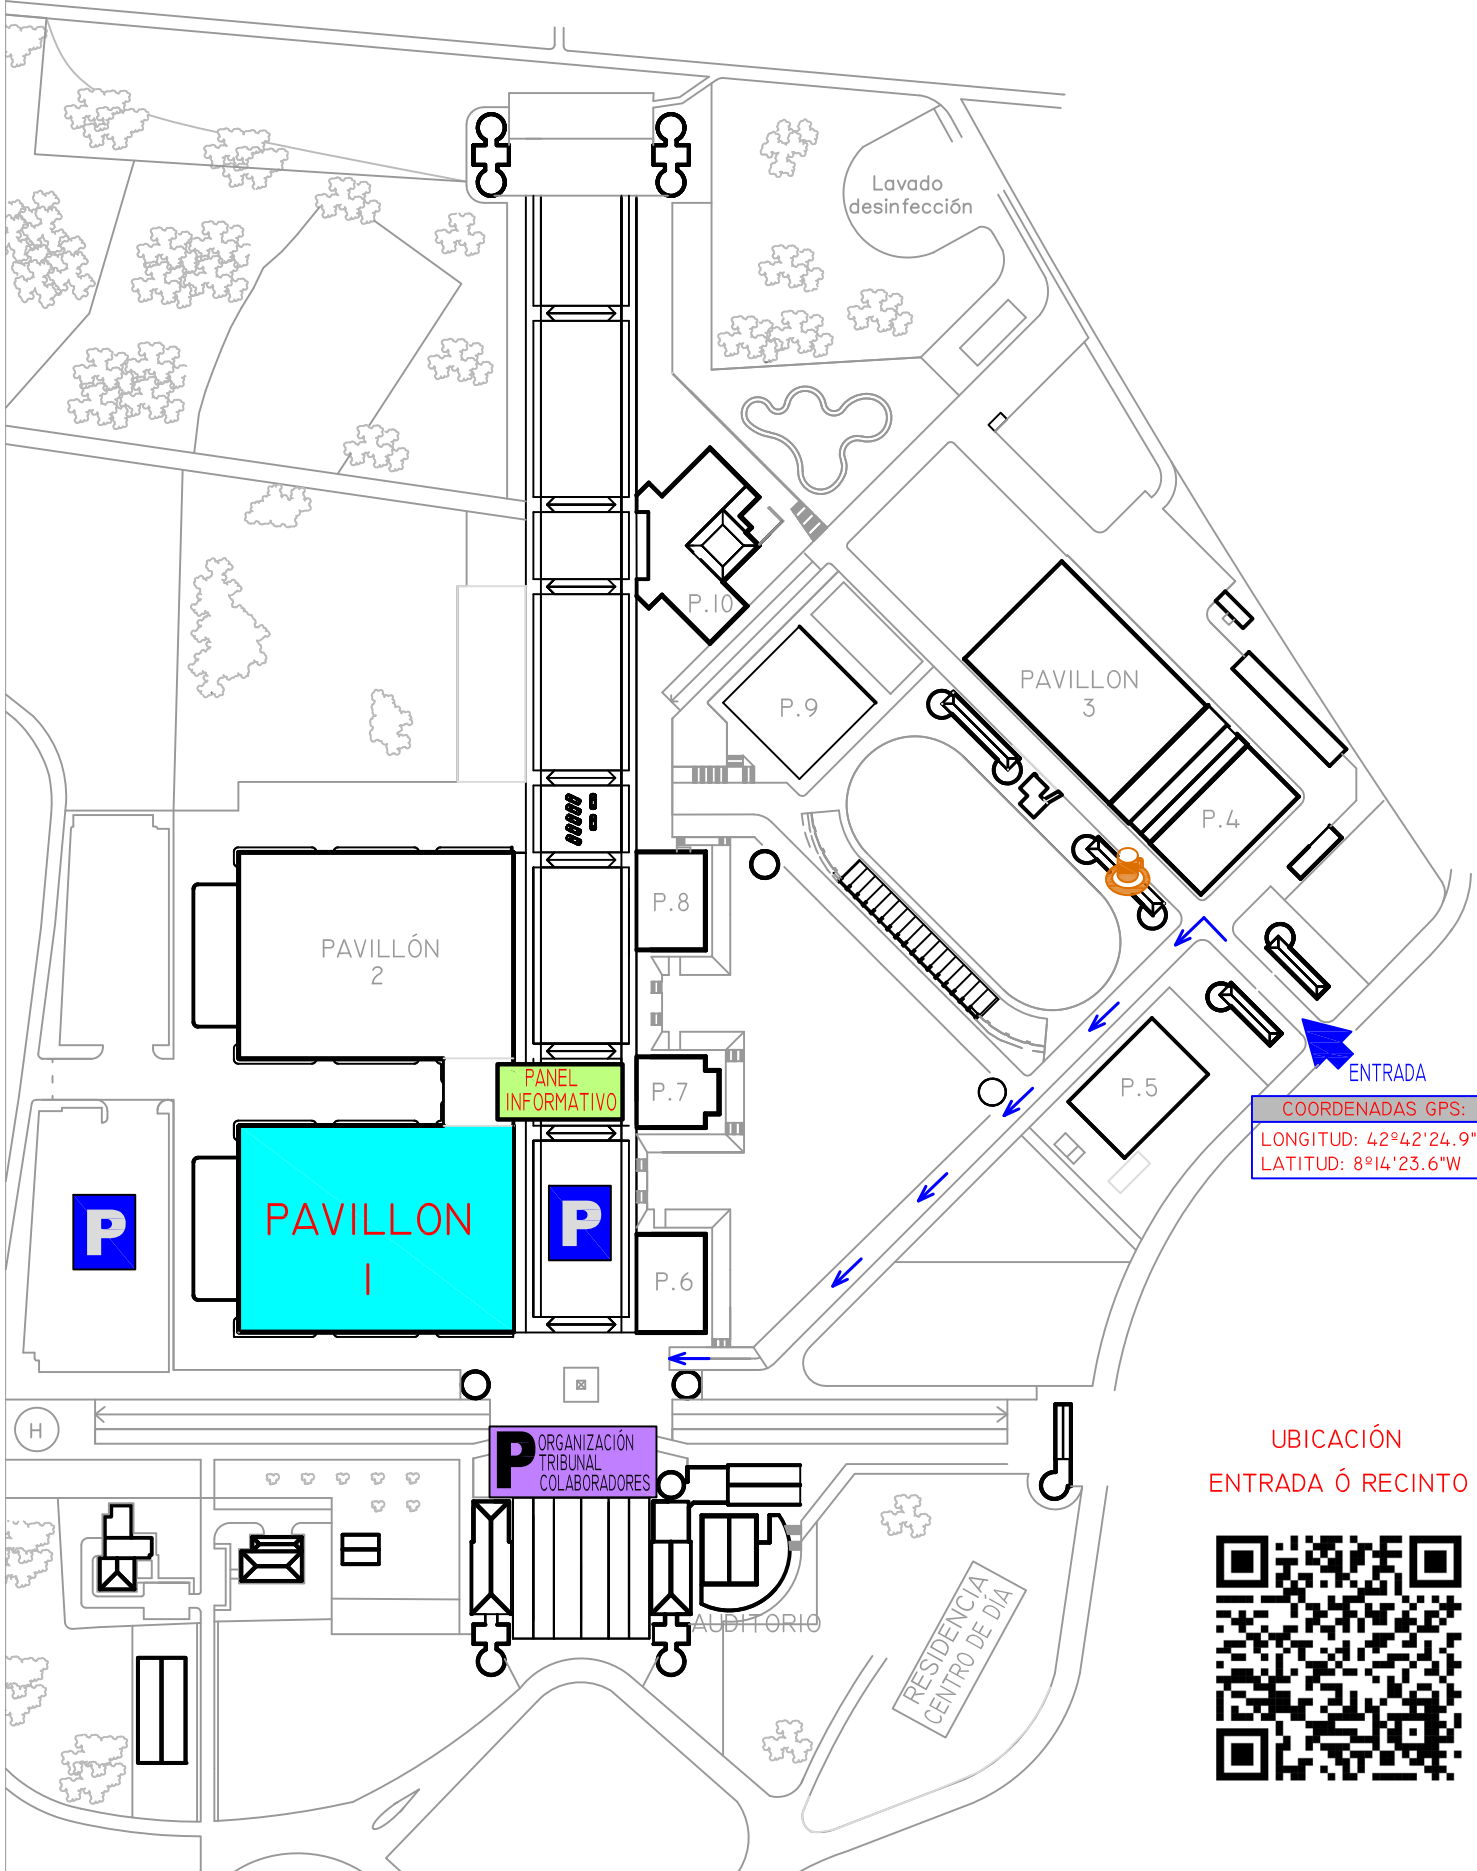 Lavado
desinfección
P.10
PAVILLON
3
P.9
P.4
P.8
PAVILLÓN
2
PANEL
INFORMATIVO
P.7
P.5
ENTRADA
COORDENADAS GPS:
LONGITUD: 42º42'24.9"
LATITUD: 8º14'23.6"W
PAVILLON
1
P
P
P.6
H
P
ORGANIZACIÓN
TRIBUNAL
COLABORADORES
UBICACIÓN
ENTRADA Ó RECINTO
AUDITORIO
RESIDENCIA
CENTRO DE DÍA